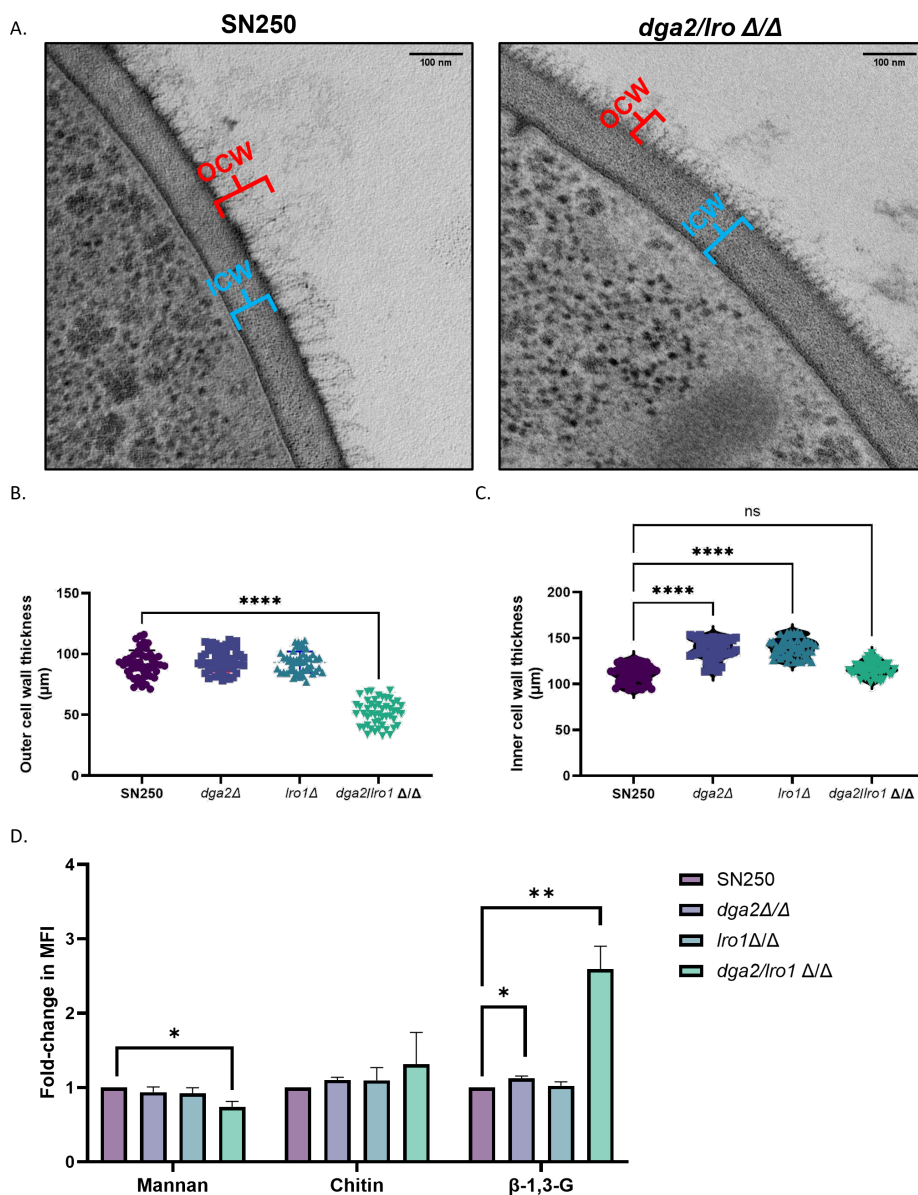 A.
SN250
dga2/lro Δ/Δ
100 nm
100 nm
OCW
ICW
OCW
ICW
B.
C.
Outer cell wall thickness
(µm)
150
100
50
0
****
SN250
dga2Δ
lro1Δ
dga2/lro1 Δ/Δ
Inner cell wall thickness
(µm)
200
150
100
50
0
ns
****
****
SN250
dga2Δ
lro1Δ
dga2/lro1 Δ/Δ
D.
Fold-change in MFI
4
3
2
1
0
*
*
**
Mannan
Chitin
β-1,3-G
SN250
dga2Δ/Δ
lro1Δ/Δ
dga2/lro1 Δ/Δ